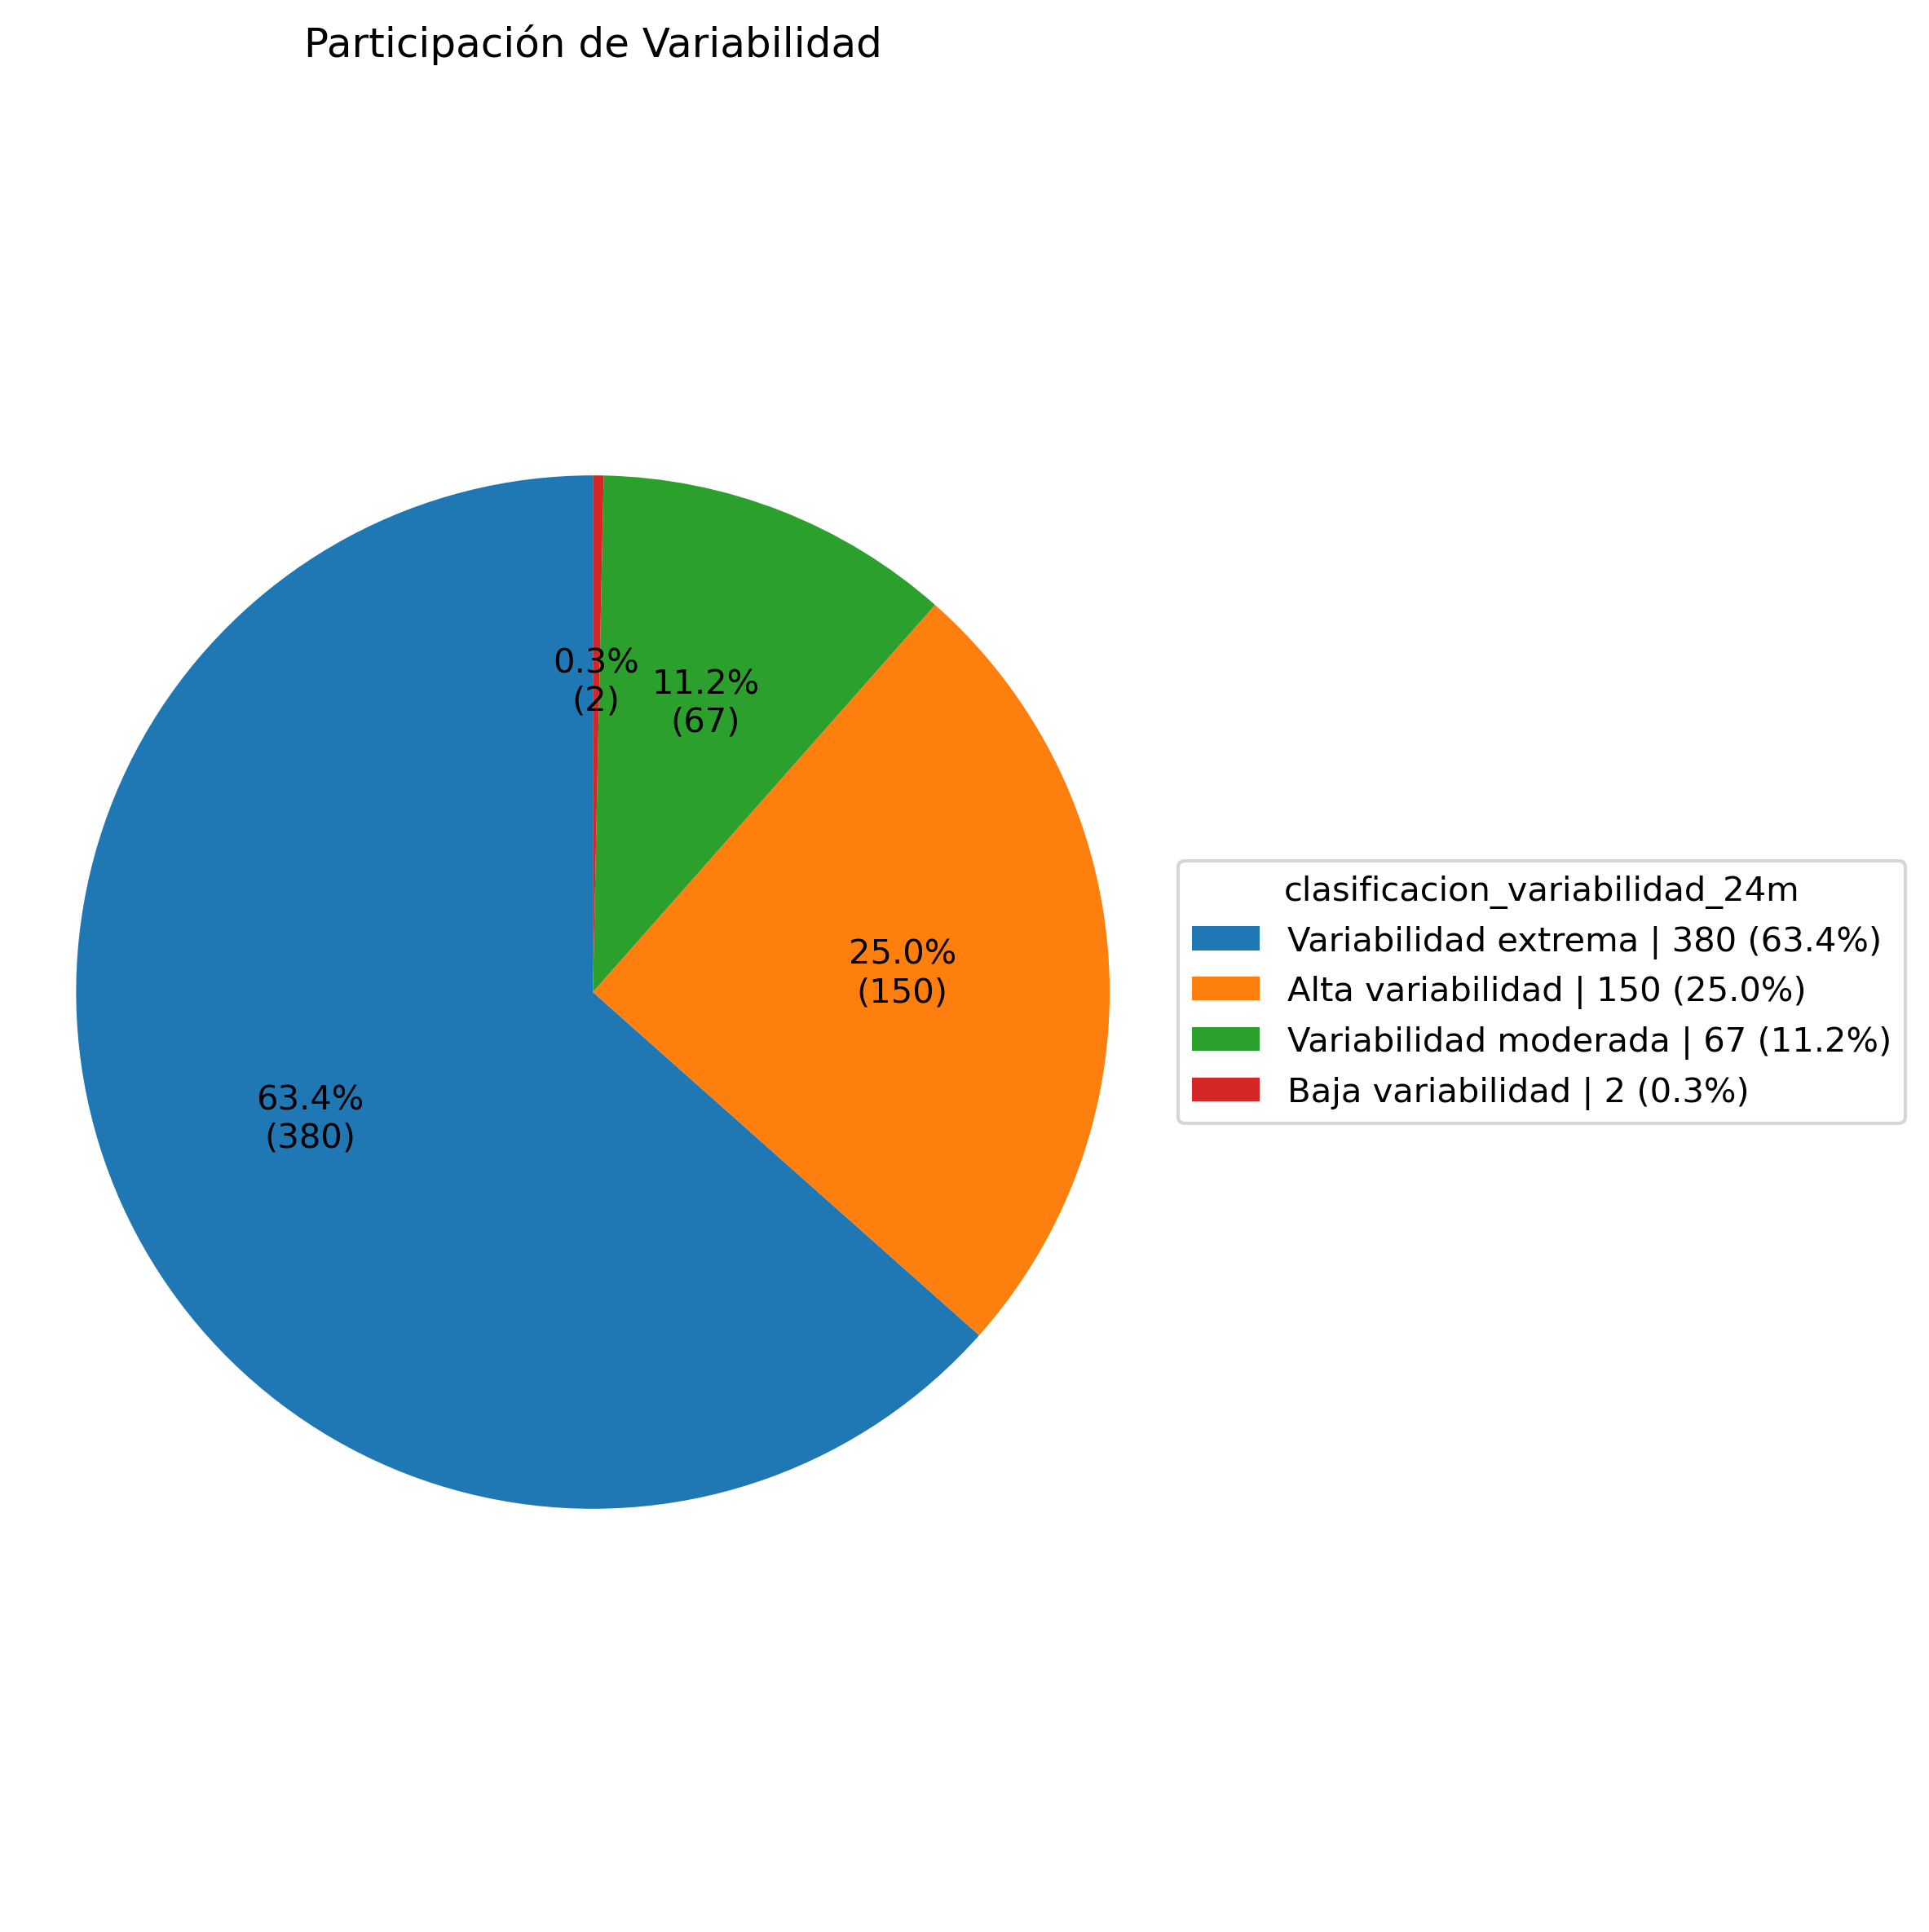 Participación de Variabilidad
0.3%
(2)
11.2%
(67)
25.0%
(150)
63.4%
(380)
clasificacion_variabilidad_24m
Variabilidad extrema | 380 (63.4%)
Alta variabilidad | 150 (25.0%)
Variabilidad moderada | 67 (11.2%)
Baja variabilidad | 2 (0.3%)